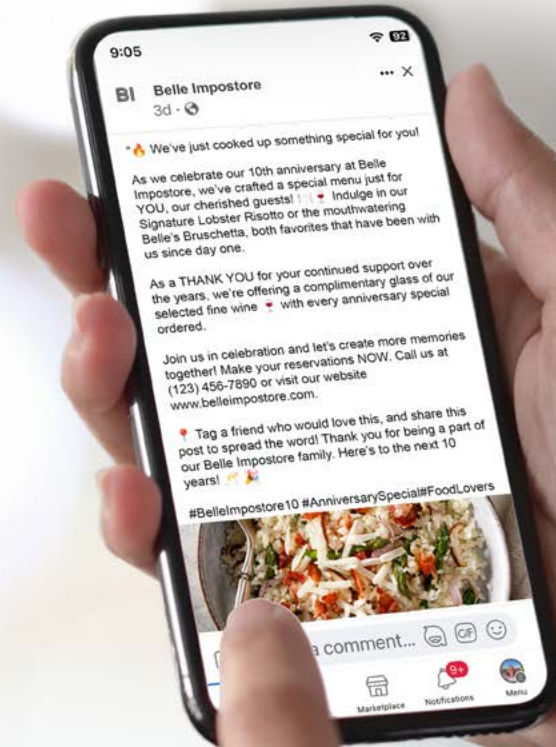 9:05
92
BI
Belle Impostore
3d
"🔥 We've just cooked up something special for you!
As we celebrate our 10th anniversary at Belle
Impostore, we've crafted a special menu just for
YOU, our cherished guests! 🍽️🍷 Indulge in our
Signature Lobster Risotto or the mouthwatering
Belle's Bruschetta, both favorites that have been with
us since day one.
As a THANK YOU for your continued support over
the years, we're offering a complimentary glass of our
selected fine wine 🍷 with every anniversary special
ordered.
Join us in celebration and let's create more memories
together! Make your reservations NOW. Call us at
(123) 456-7890 or visit our website
www.belleimpostore.com.
📍 Tag a friend who would love this, and share this
post to spread the word! Thank you for being a part of
our Belle Impostore family. Here's to the next 10
years! 🥂🎉
#BelleImpostore10 #AnniversarySpecial#FoodLovers
a comment...
GIF
9+
Marketplace
Notifications
Menu